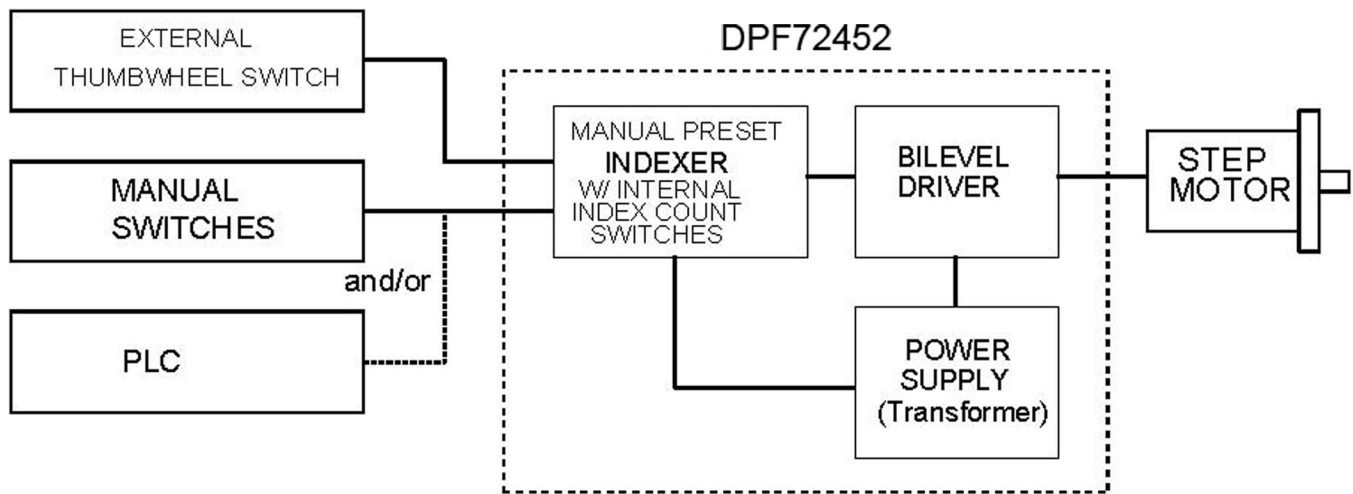 DPF72452
EXTERNAL
THUMBWHEEL SWITCH
MANUAL
SWITCHES
and/or
PLC
MANUAL PRESET
INDEXER
W/ INTERNAL
INDEX COUNT
SWITCHES
BILEVEL
DRIVER
POWER
SUPPLY
(Transformer)
STEP
MOTOR